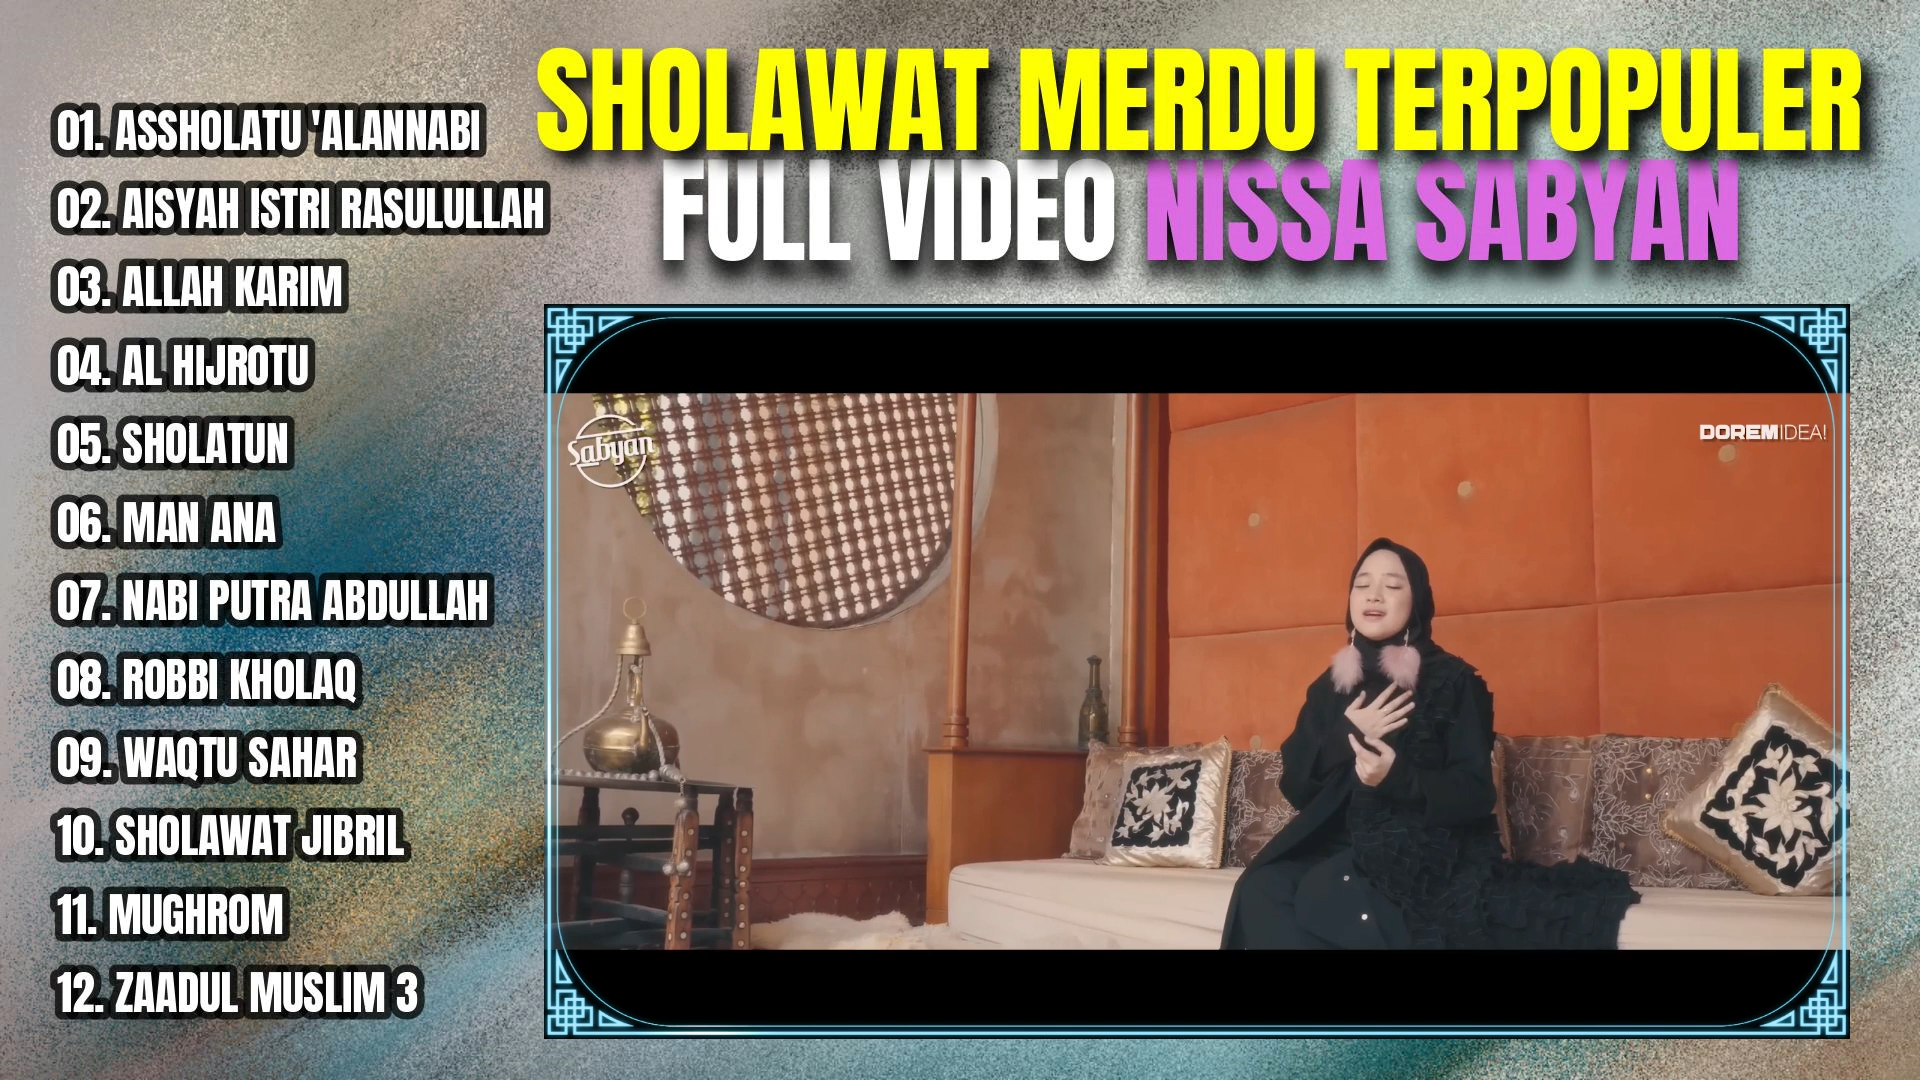 SHOLAWAT MERDU TERPOPULER
FULL VIDEO NISSA SABYAN
01. ASSHOLATU 'ALANNABI
02. AISYAH ISTRI RASULULLAH
03. ALLAH KARIM
04. AL HIJROTU
05. SHOLATUN
06. MAN ANA
07. NABI PUTRA ABDULLAH
08. ROBBI KHOLAQ
09. WAQTU SAHAR
10. SHOLAWAT JIBRIL
11. MUGHROM
12. ZAADUL MUSLIM 3
Sabyan
DOREMIDEA!